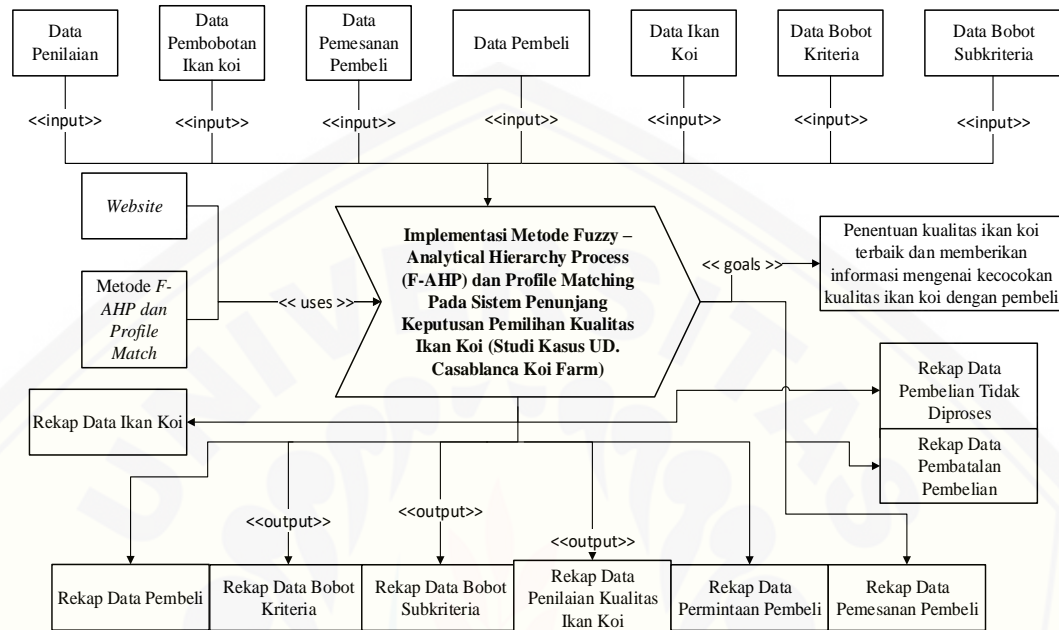 Data
Penilaian
Data
Pembobotan
Ikan koi
Data
Pemesanan
Pembeli
Data Pembeli
Data Ikan
Koi
Data Bobot
Kriteria
Data Bobot
Subkriteria
<<input>>
<<input>>
<<input>>
<<input>>
<<input>>
<<input>>
<<input>>
Website
Metode F-
AHP dan
Profile
Match
<< uses >>
Implementasi Metode Fuzzy –
Analytical Hierarchy Process
(F-AHP) dan Profile Matching
Pada Sistem Penunjang
Keputusan Pemilihan Kualitas
Ikan Koi (Studi Kasus UD.
Casablanca Koi Farm)
<< goals >>
Penentuan kualitas ikan koi
terbaik dan memberikan
informasi mengenai kecocokan
kualitas ikan koi dengan pembeli
Rekap Data Ikan Koi
Rekap Data
Pembelian Tidak
Diproses
Rekap Data
Pembatalan
Pembelian
<<output>>
<<output>>
<<output>>
Rekap Data Pembeli
Rekap Data Bobot
Kriteria
Rekap Data Bobot
Subkriteria
Rekap Data
Penilaian Kualitas
Ikan Koi
Rekap Data
Permintaan Pembeli
Rekap Data
Pemesanan Pembeli
UNIVERSITAS